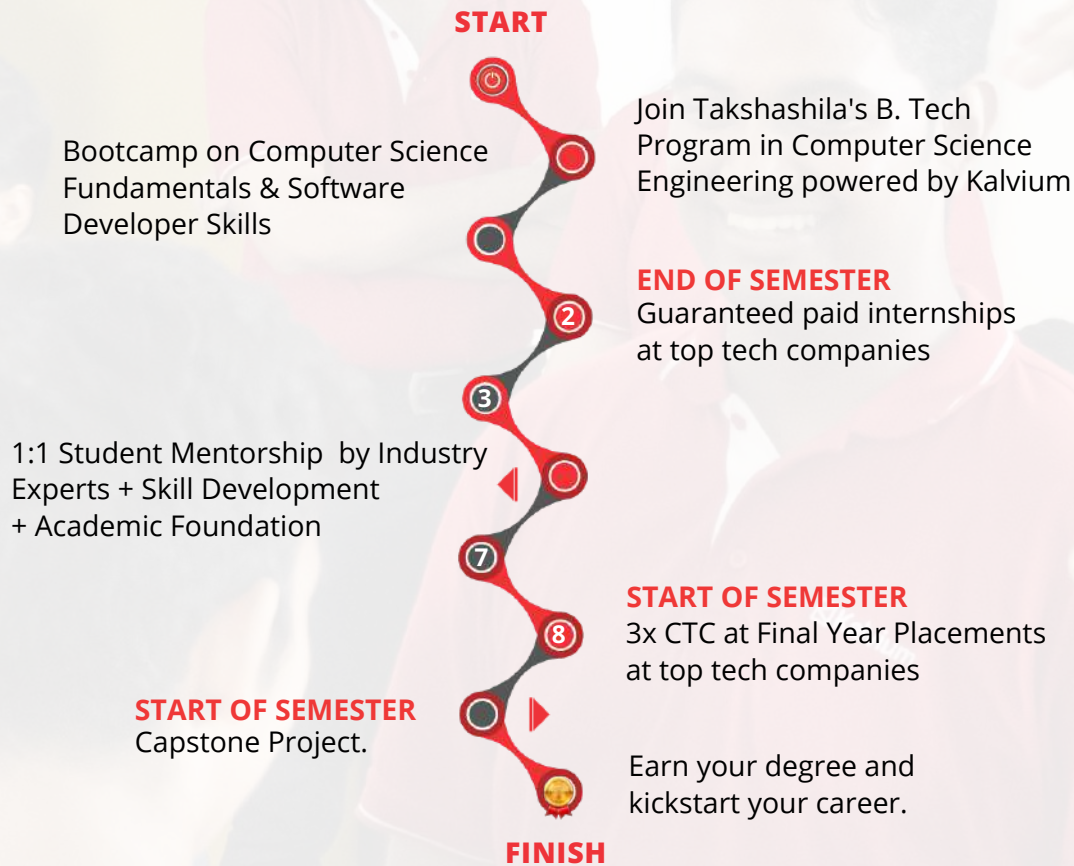 START
Join Takshashila's B. Tech
Program in Computer Science
Engineering powered by Kalvium
Bootcamp on Computer Science
Fundamentals & Software
Developer Skills
2
END OF SEMESTER
Guaranteed paid internships
at top tech companies
3
1:1 Student Mentorship by Industry
Experts + Skill Development
+ Academic Foundation
7
8
START OF SEMESTER
3x CTC at Final Year Placements
at top tech companies
START OF SEMESTER
Capstone Project.
Earn your degree and
kickstart your career.
FINISH